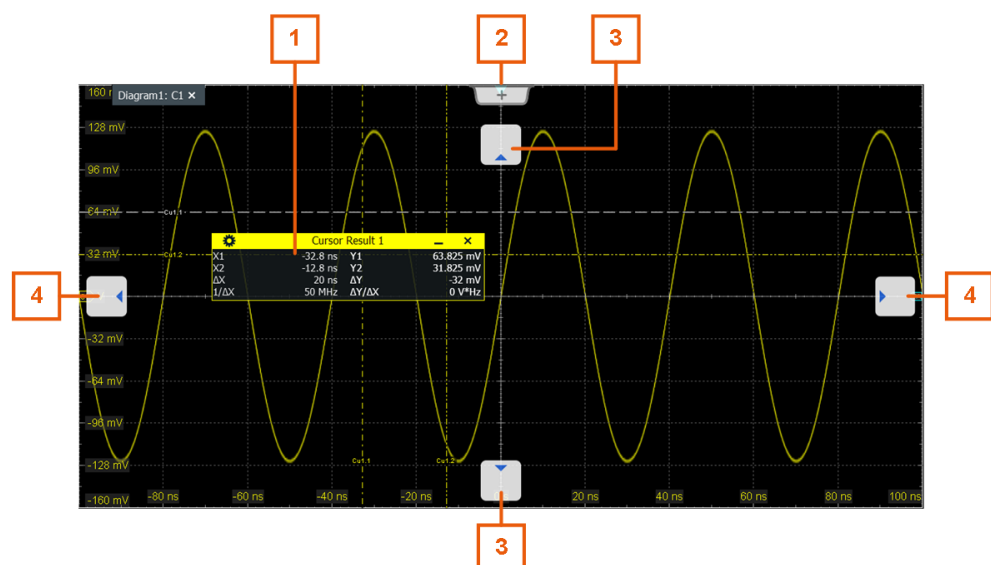 1
2
3
160
Diagram1: C1 ×
+
128 mV
96 mV
64 mV
Cu1.1
Cursor Result 1
32 mV
Cu1.2
X1 -32.8 ns Y1 63.825 mV
X2 -12.8 ns Y2 31.825 mV
ΔX 20 ns ΔY -32 mV
1/ΔX 50 MHz ΔY/ΔX 0 V*Hz
4
4
-32 mV
-64 mV
-96 mV
-128 mV
Cu1.1
Cu1.2
-160 mV
-80 ns
-60 ns
-40 ns
-20 ns
20 ns
40 ns
60 ns
80 ns
100 ns
3